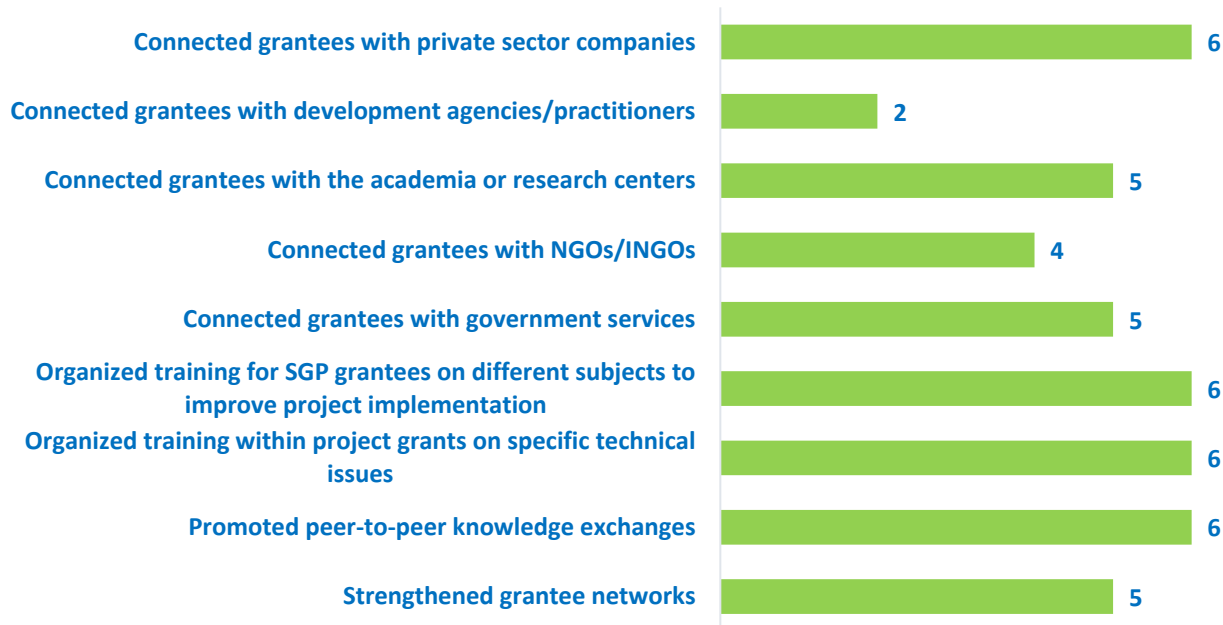 Connected grantees with private sector companies 6
Connected grantees with development agencies/practitioners 2
Connected grantees with the academia or research centers 5
Connected grantees with NGOs/INGOs 4
Connected grantees with government services 5
Organized training for SGP grantees on different subjects to
improve project implementation 6
Organized training within project grants on specific technical
issues 6
Promoted peer-to-peer knowledge exchanges 6
Strengthened grantee networks 5